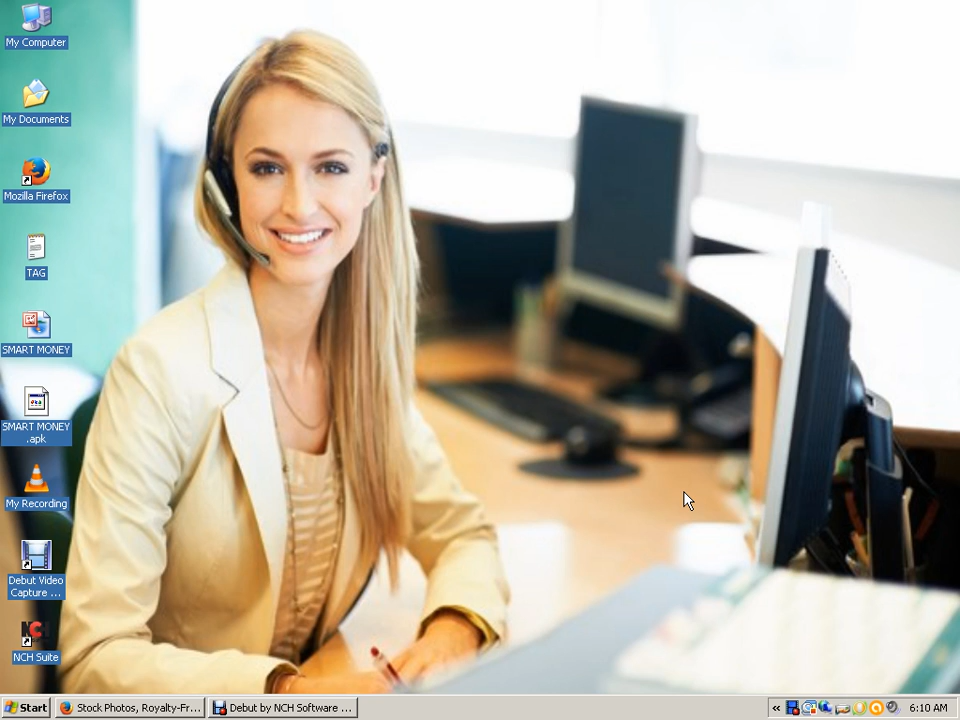 My Computer
My Documents
Mozilla Firefox
TAG
SMART MONEY
SMART MONEY
.apk
My Recording
Debut Video
Capture ...
NCH
NCH Suite
Start
Stock Photos, Royalty-Fr...
Debut by NCH Software ...
6:10 AM